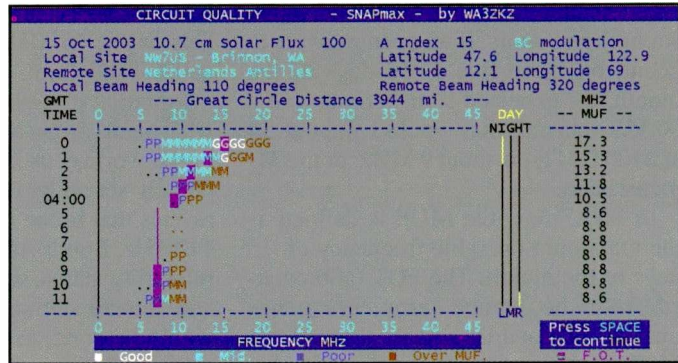 CIRCUIT QUALITY - SNAPmax - by WA3ZKZ
15 Oct 2003 10.7 cm Solar Flux 100 A Index 15 BC modulation
Local Site NW7US - Brinnon, WA Latitude 47.6 Longitude 122.9
Remote Site Netherlands Antilles Latitude 12.1 Longitude 69
Local Beam Heading 110 degrees Remote Beam Heading 320 degrees
GMT --- Great Circle Distance 3944 mi. --- MHz
TIME 0 5 10 15 20 25 30 35 40 45 DAY -- MUF --
NIGHT
0 .PPMMMMMMGGGGGGGGG 17.3
1 .PPMMMMMMMMMGGGM 15.3
2 ..PPMMMMMM 13.2
3 .PPPMMM 11.8
04:00 .PPP 10.5
5 .. 8.6
6 .. 8.8
7 .. 8.8
8 .PP 8.8
9 PPP 8.8
10 ..PPMM 8.8
11 .PPMMM 8.6
LMR
0 5 10 15 20 25 30 35 40 45
FREQUENCY MHZ
Press SPACE
to continue
Good Mid. Poor Over MUF. F.O.T.